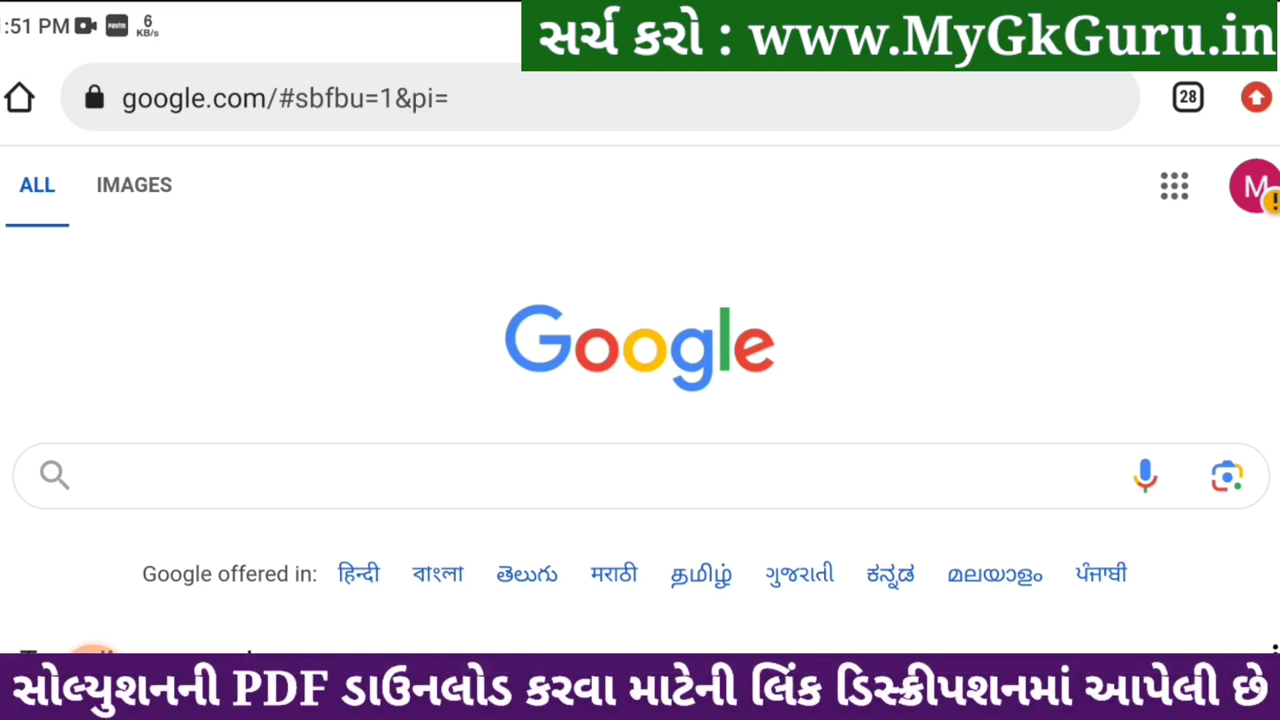 :51 PM 6 KB/s
સર્ચ કરો : www.MyGkGuru.in
google.com/#sbfbu=1&pi=
28
ALL IMAGES
M
Google
Google offered in: हिन्दी বাংলা తెలుగు मराठी தமிழ் ગુજરાતી ಕನ್ನಡ മലയാളം ਪੰਜਾਬੀ
સોલ્યુશનની PDF ડાઉનલોડ કરવા માટેની લિંક ડિસ્ક્રીપશનમાં આપેલી છે